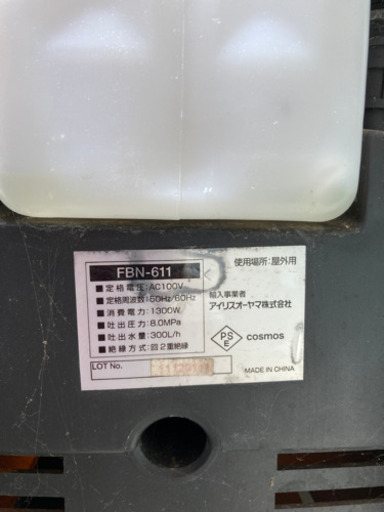 FBN-611
使用場所:屋外用
■定格電圧:AC100V
■定格周波数:50Hz/60Hz
■消費電力:1300W
■吐出圧力:8.0MPa
■吐出水量:300L/h
■絶縁方式:回2重絶縁
輸入事業者
アイリスオーヤマ株式会社
PS
E
cosmos
LOT No.
MADE IN CHINA